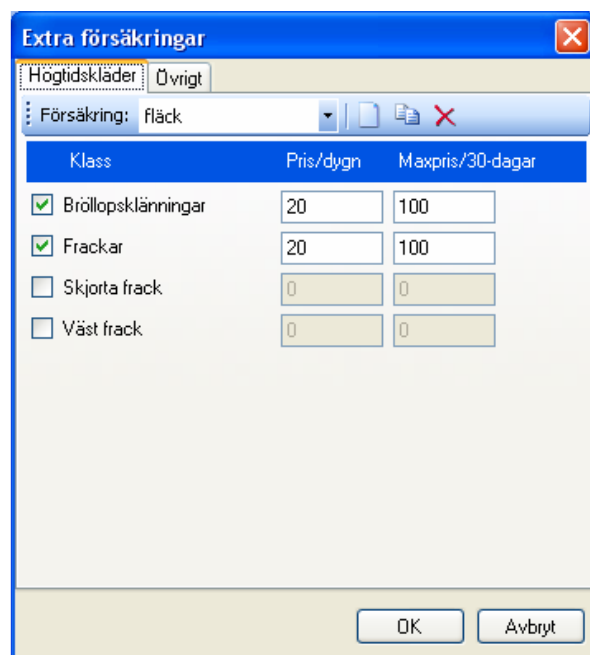 Extra försäkringar
Högtidskläder Övrigt
Försäkring: fläck
Klass Pris/dygn Maxpris/30-dagar
Bröllopsklänningar 20 100
Frackar 20 100
Skjorta frack 0 0
Väst frack 0 0
OK Avbryt